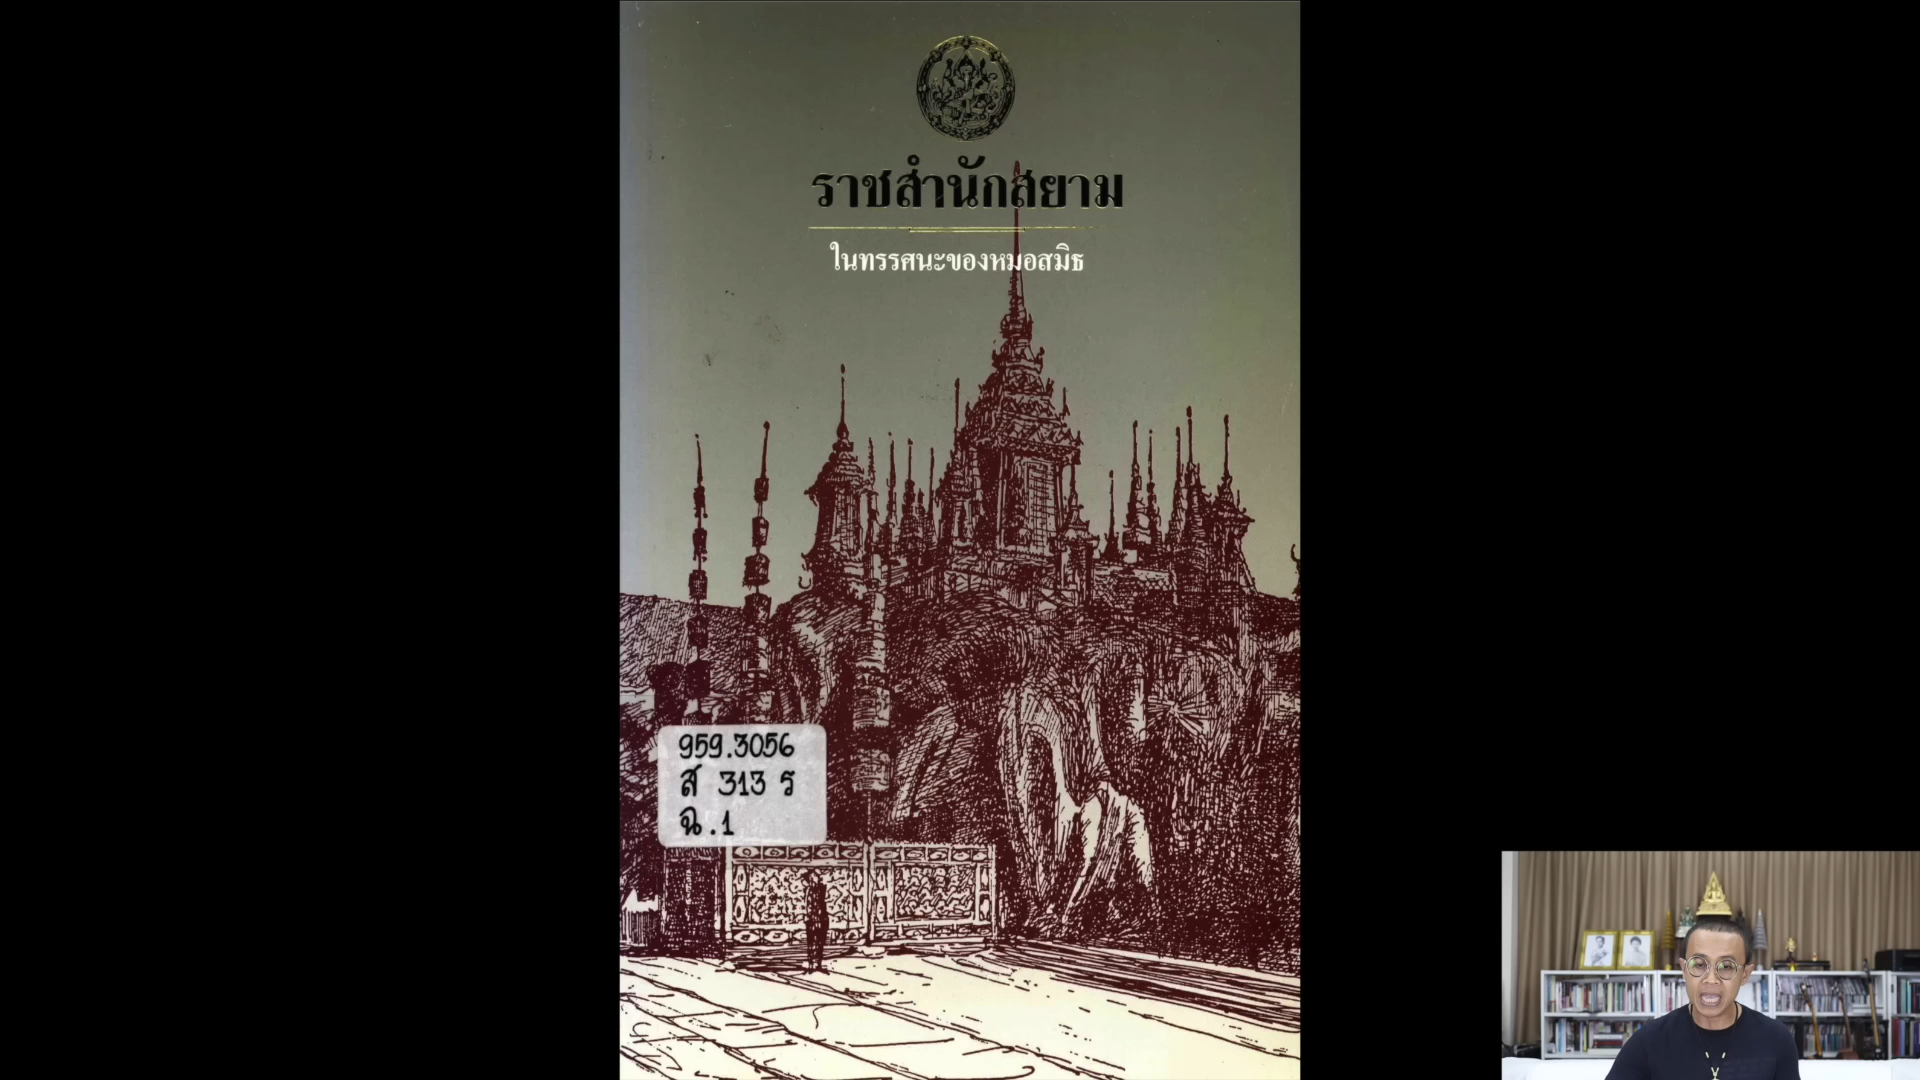 ราชสำนักสยาม
ในทรรศนะของหมอสมิธ
959.3056
ส 313 ร
ฉ.1